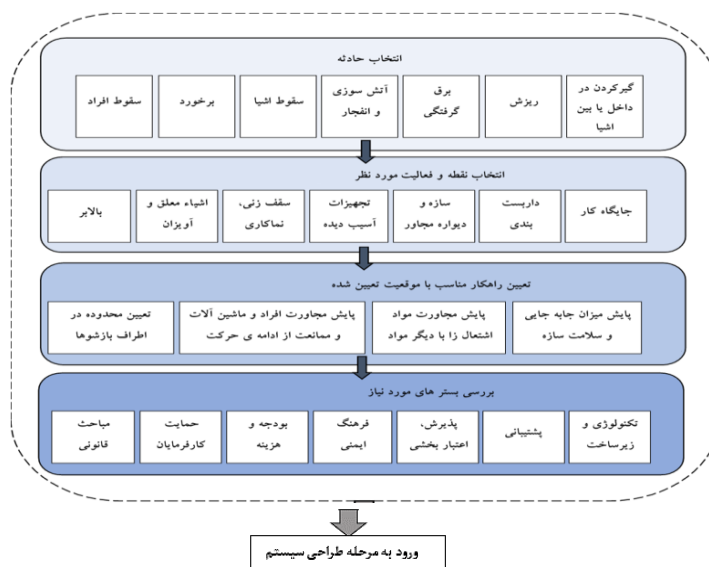 انتخاب حادثه
گیرکردن در
داخل یا بین
اشیا
ریزش
برق
گرفتگی
آتش سوزی
و انفجار
سقوط اشیا
برخورد
سقوط افراد
انتخاب نقطه و فعالیت مورد نظر
جایگاه کار
داربست
بندی
سازه و
دیواره مجاور
تجهیزات
آسیب دیده
سقف زنی،
نماکاری
اشیاء معلق و
آویزان
بالابر
تعیین راهکار مناسب با موقعیت تعیین شده
پایش میزان جابه جایی
و سلامت سازه
پایش مجاورت مواد
اشتعال زا با دیگر مواد
پایش مجاورت افراد و ماشین آلات
و ممانعت از ادامه ی حرکت
تعیین محدوده در
اطراف بازشوها
بررسی بستر های مورد نیاز
تکنولوژی و
زیرساخت
پشتیبانی
پذیرش،
اعتبار بخشی
فرهنگ
ایمنی
بودجه و
هزینه
حمایت
کارفرمایان
مباحث
قانونی
ورود به مرحله طراحی سیستم